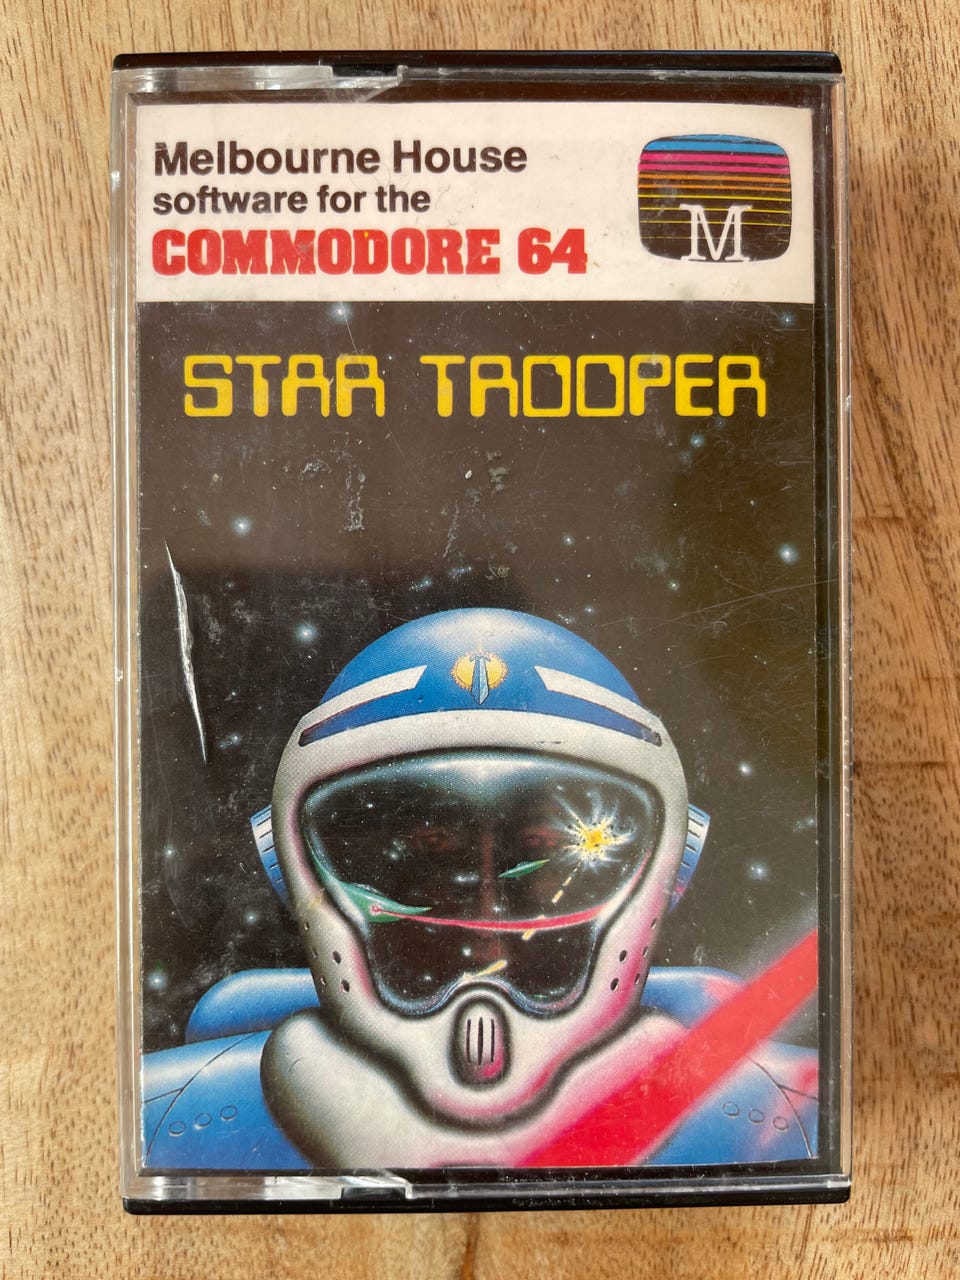 Melbourne House
software for the
COMMODORE 64
M
STAR TROOPER